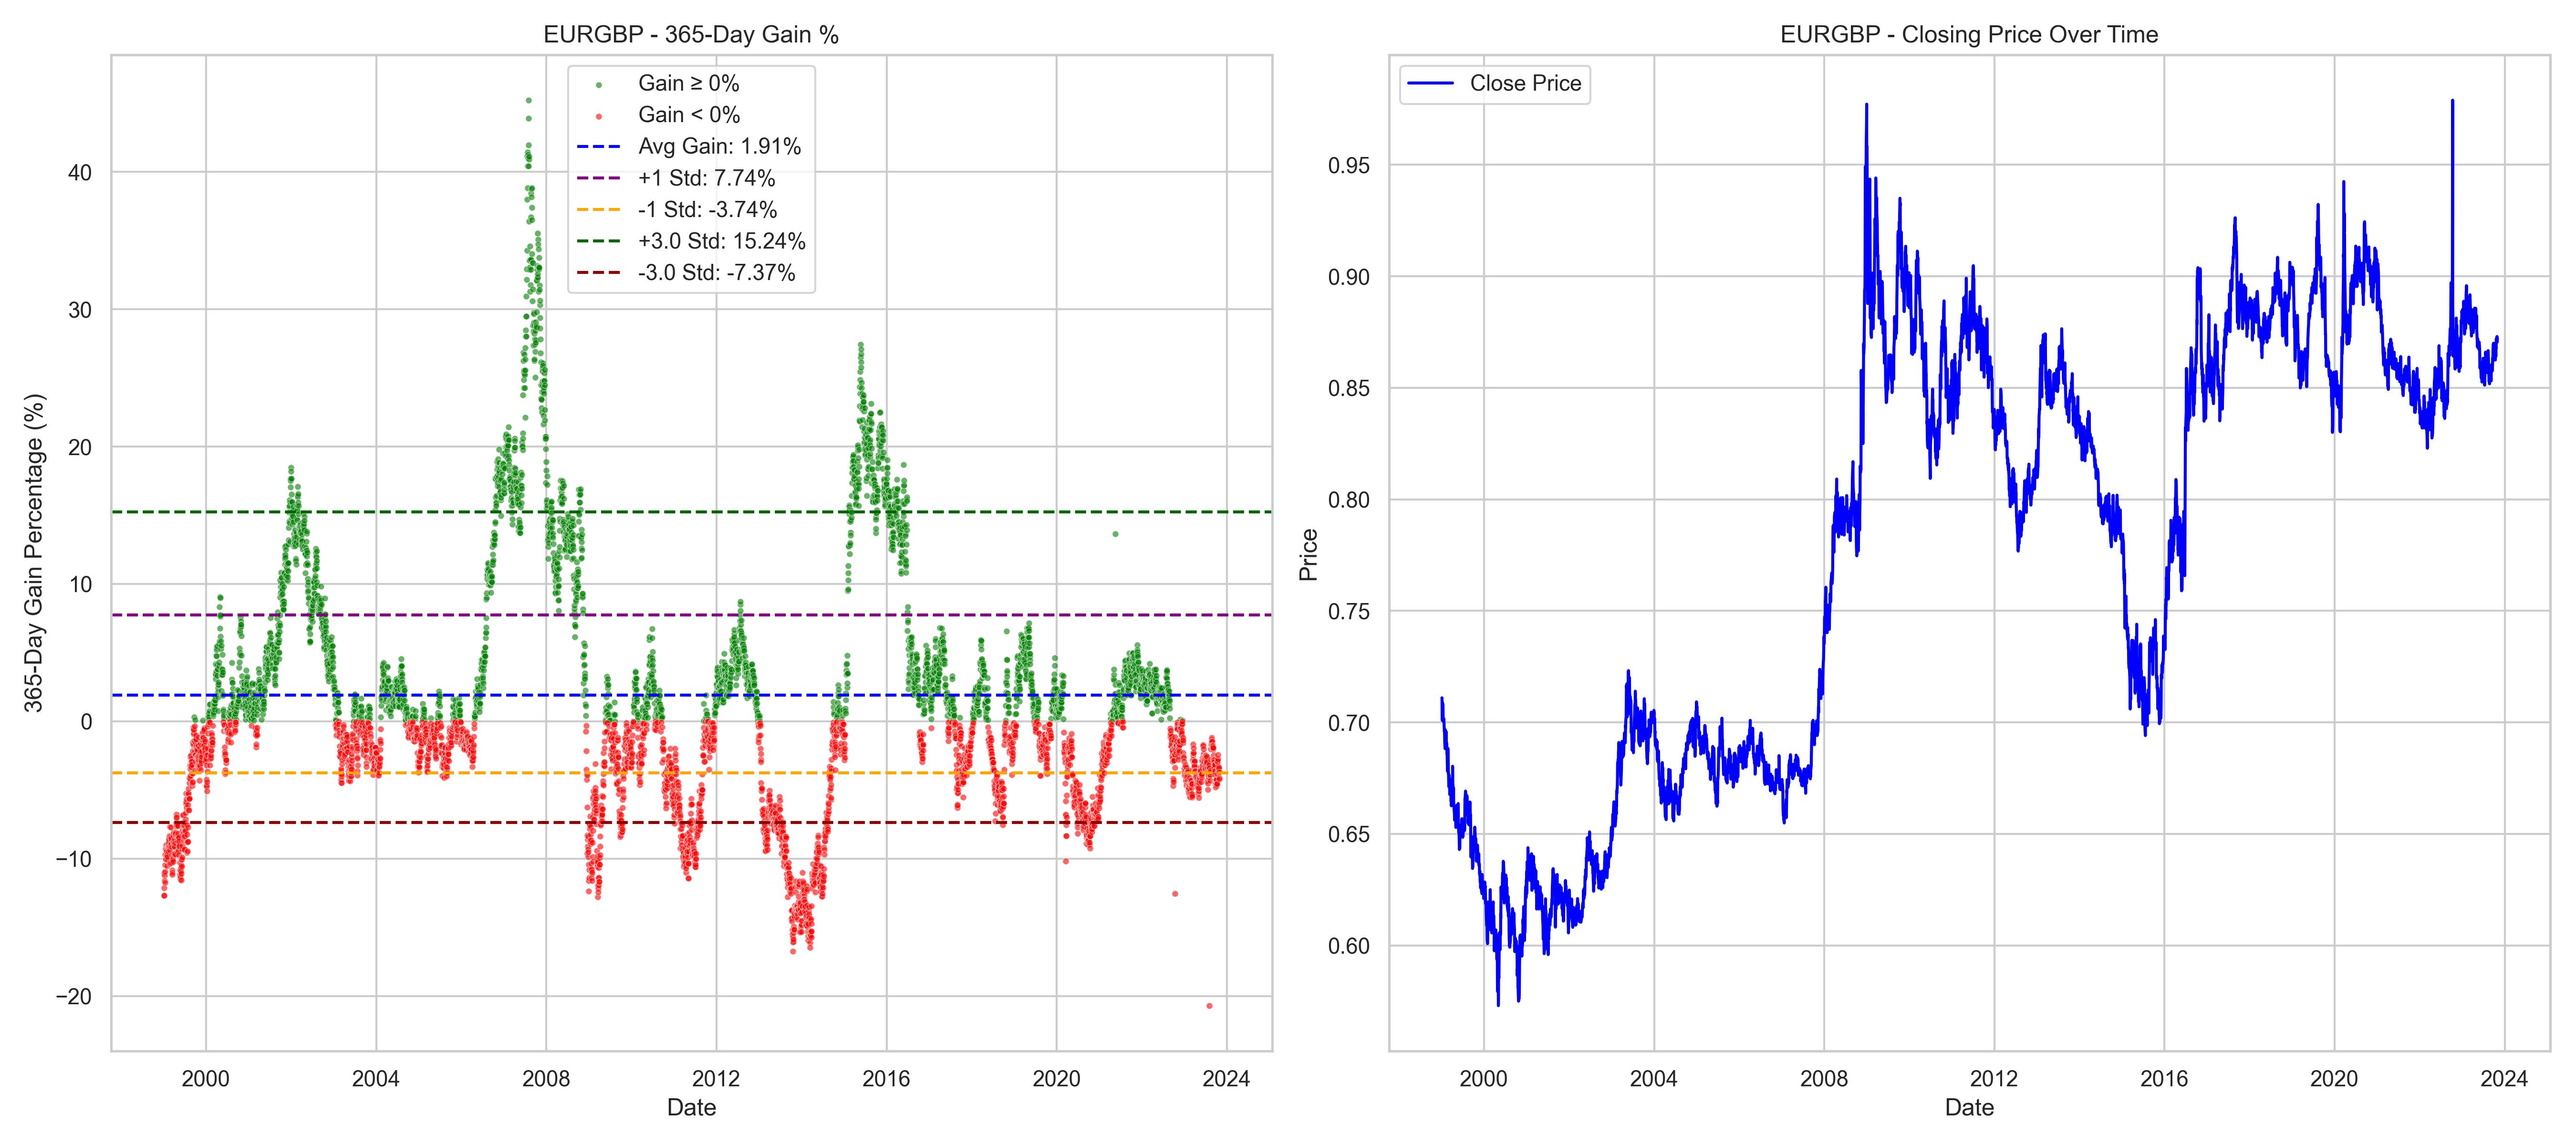 EURGBP - 365-Day Gain %
Gain ≥ 0%
Gain < 0%
Avg Gain: 1.91%
+1 Std: 7.74%
-1 Std: -3.74%
+3.0 Std: 15.24%
-3.0 Std: -7.37%
365-Day Gain Percentage (%)
40
30
20
10
0
−10
−20
2000 2004 2008 2012 2016 2020 2024
Date
EURGBP - Closing Price Over Time
Close Price
Price
0.95
0.90
0.85
0.80
0.75
0.70
0.65
0.60
2000 2004 2008 2012 2016 2020 2024
Date